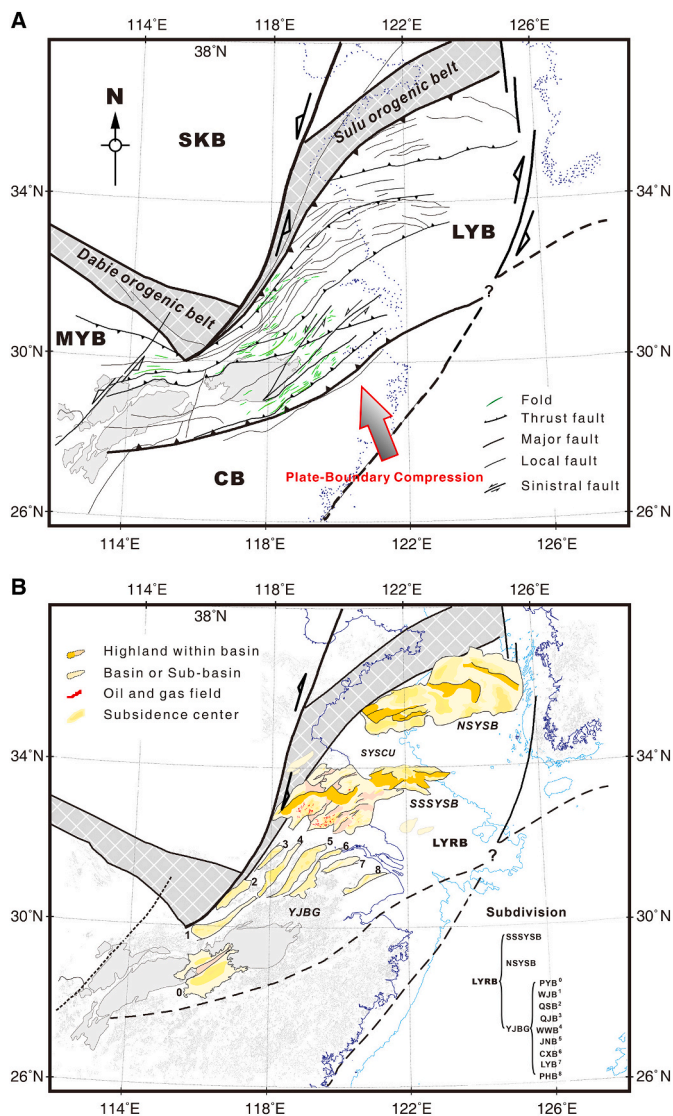 A
114°E
118°E
122°E
126°E
38°N
N
SKB
Sulu orogenic belt
34°N
34°N
LYB
Dabie orogenic belt
?
MYB
30°N
30°N
Fold
Thrust fault
Major fault
Local fault
Sinistral fault
CB
Plate-Boundary Compression
26°N
26°N
114°E
118°E
122°E
126°E
B
114°E
118°E
122°E
126°E
38°N
Highland within basin
Basin or Sub-basin
Oil and gas field
Subsidence center
NSYSB
SYSCU
34°N
34°N
SSSYSB
LYRB
3
4
5
6
?
7
8
2
YJBG
1
30°N
30°N
0
Subdivision
SSSYSB
NSYSB
LYRB
YJBG
PYB⁰
WJB¹
QSB²
QJB³
WWB⁴
JNB⁵
CXB⁶
LYB⁷
PHB⁸
26°N
26°N
114°E
118°E
122°E
126°E